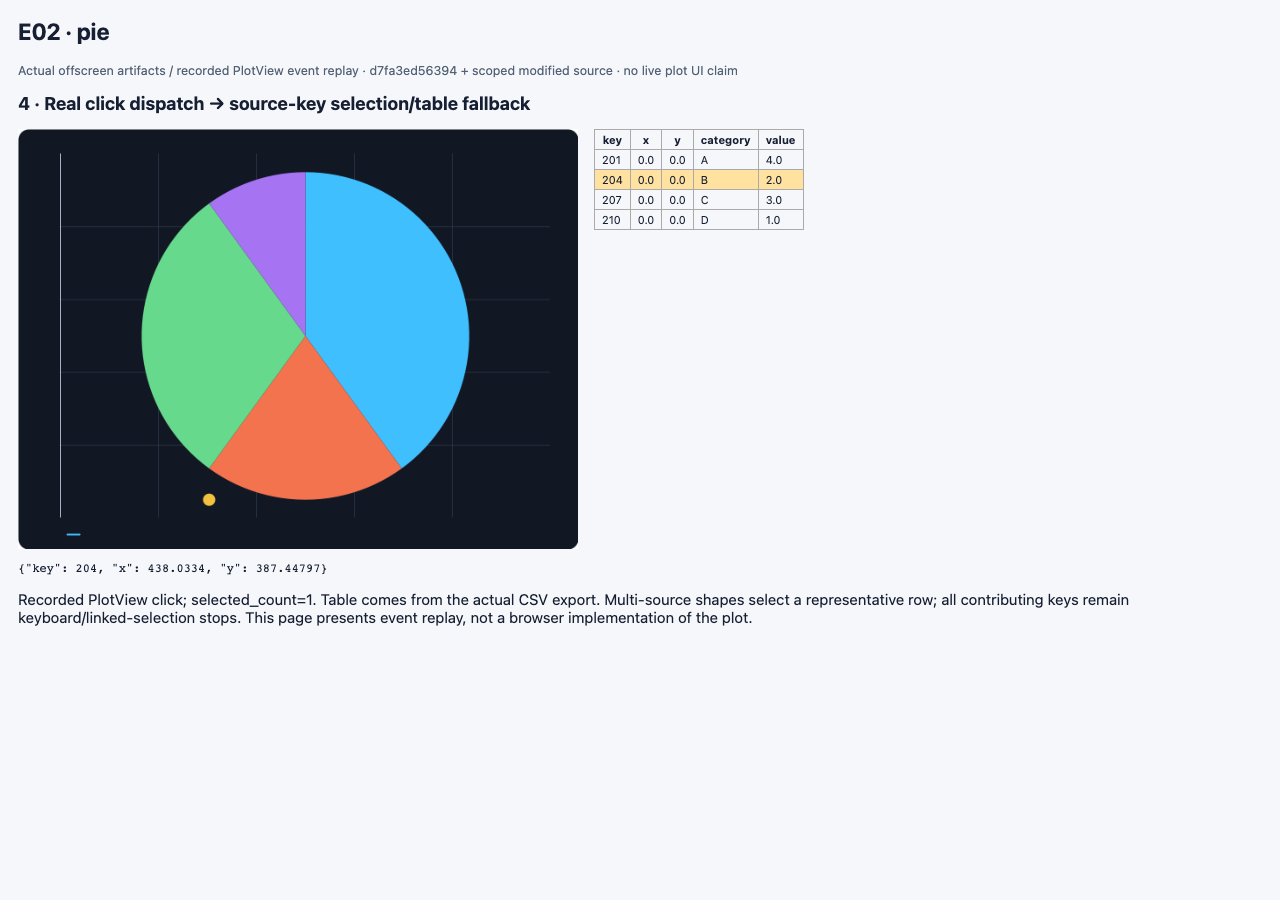 E02 · pie
Actual offscreen artifacts / recorded PlotView event replay · d7fa3ed56394 + scoped modified source · no live plot UI claim
4 · Real click dispatch → source-key selection/table fallback
key x y category value
201 0.0 0.0 A 4.0
204 0.0 0.0 B 2.0
207 0.0 0.0 C 3.0
210 0.0 0.0 D 1.0
{"key": 204, "x": 438.0334, "y": 387.44797}
Recorded PlotView click; selected_count=1. Table comes from the actual CSV export. Multi-source shapes select a representative row; all contributing keys remain
keyboard/linked-selection stops. This page presents event replay, not a browser implementation of the plot.